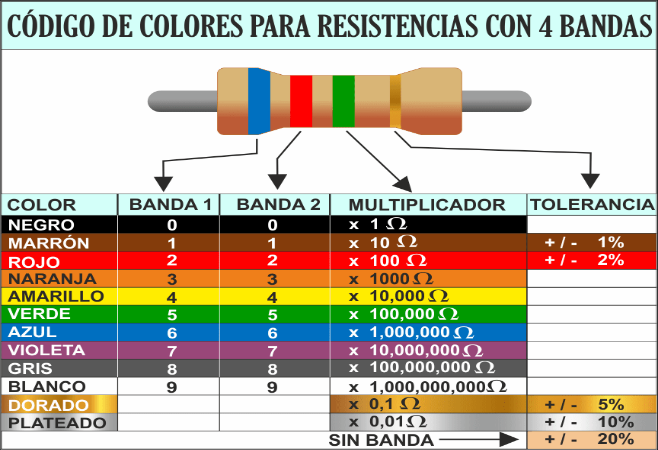 CÓDIGO DE COLORES PARA RESISTENCIAS CON 4 BANDAS
COLOR BANDA 1 BANDA 2 MULTIPLICADOR TOLERANCIA
NEGRO 0 0 x 1 Ω
MARRÓN 1 1 x 10 Ω + / - 1%
ROJO 2 2 x 100 Ω + / - 2%
NARANJA 3 3 x 1000 Ω
AMARILLO 4 4 x 10,000 Ω
VERDE 5 5 x 100,000 Ω
AZUL 6 6 x 1,000,000 Ω
VIOLETA 7 7 x 10,000,000 Ω
GRIS 8 8 x 100,000,000 Ω
BLANCO 9 9 x 1,000,000,000 Ω
DORADO x 0,1 Ω + / - 5%
PLATEADO x 0,01 Ω + / - 10%
SIN BANDA + / - 20%